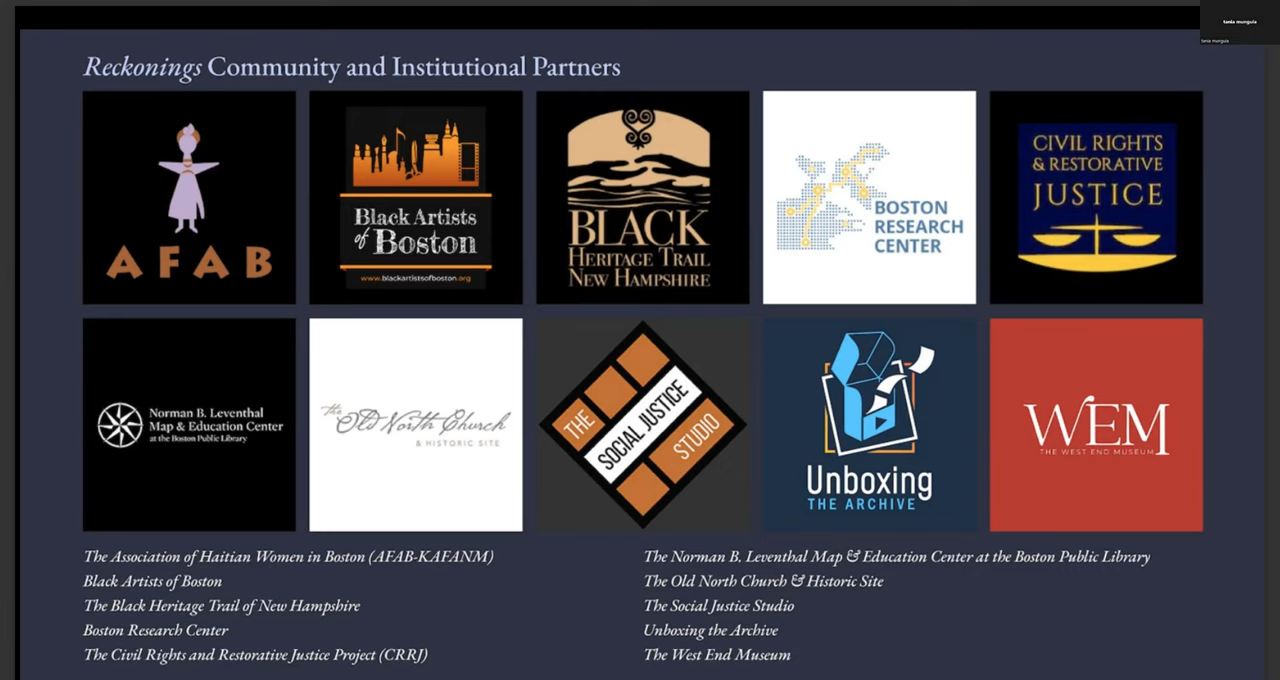 tania munguia
tania munguia
Reckonings Community and Institutional Partners
AFAB
Black Artists
of Boston
www.blackartistsofboston.org
BLACK
HERITAGE TRAIL
NEW HAMPSHIRE
BOSTON
RESEARCH
CENTER
CIVIL RIGHTS
& RESTORATIVE
JUSTICE
Norman B. Leventhal
Map & Education Center
at the Boston Public Library
the Old North Church
& HISTORIC SITE
THE
SOCIAL JUSTICE
STUDIO
Unboxing
THE ARCHIVE
WEM
THE WEST END MUSEUM
The Association of Haitian Women in Boston (AFAB-KAFANM)
Black Artists of Boston
The Black Heritage Trail of New Hampshire
Boston Research Center
The Civil Rights and Restorative Justice Project (CRRJ)
The Norman B. Leventhal Map & Education Center at the Boston Public Library
The Old North Church & Historic Site
The Social Justice Studio
Unboxing the Archive
The West End Museum